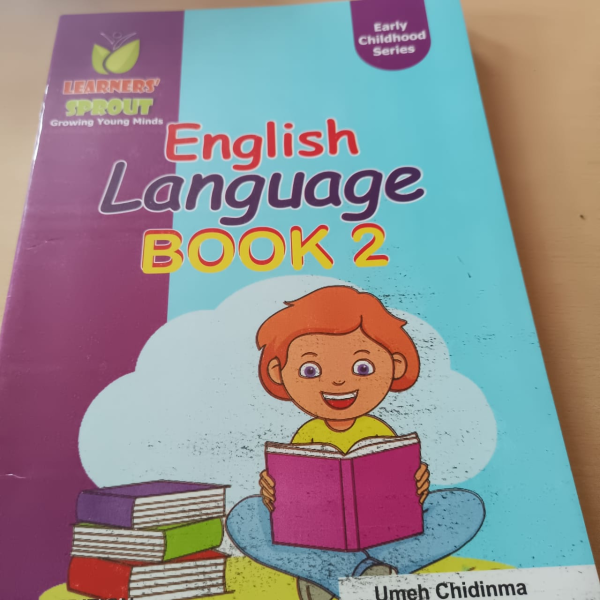 LEARNERS'
SPROUT
Growing Young Minds
Early
Childhood
Series
English
Language
BOOK 2
Umeh Chidinma